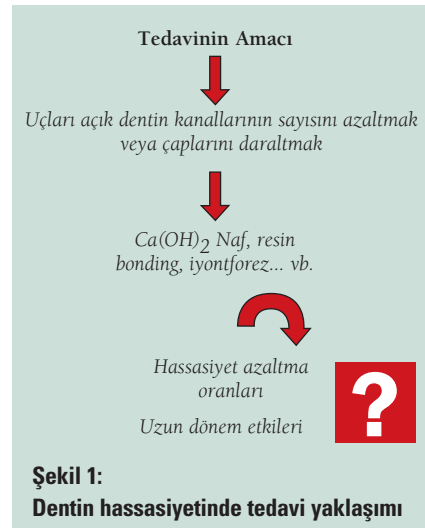 Tedavinin Amacı
Uçları açık dentin kanallarının sayısını azaltmak
veya çaplarını daraltmak
Ca(OH)2 Naf, resin
bonding, iyontforez... vb.
Hassasiyet azaltma
oranları
Uzun dönem etkileri
?
Şekil 1:
Dentin hassasiyetinde tedavi yaklaşımı